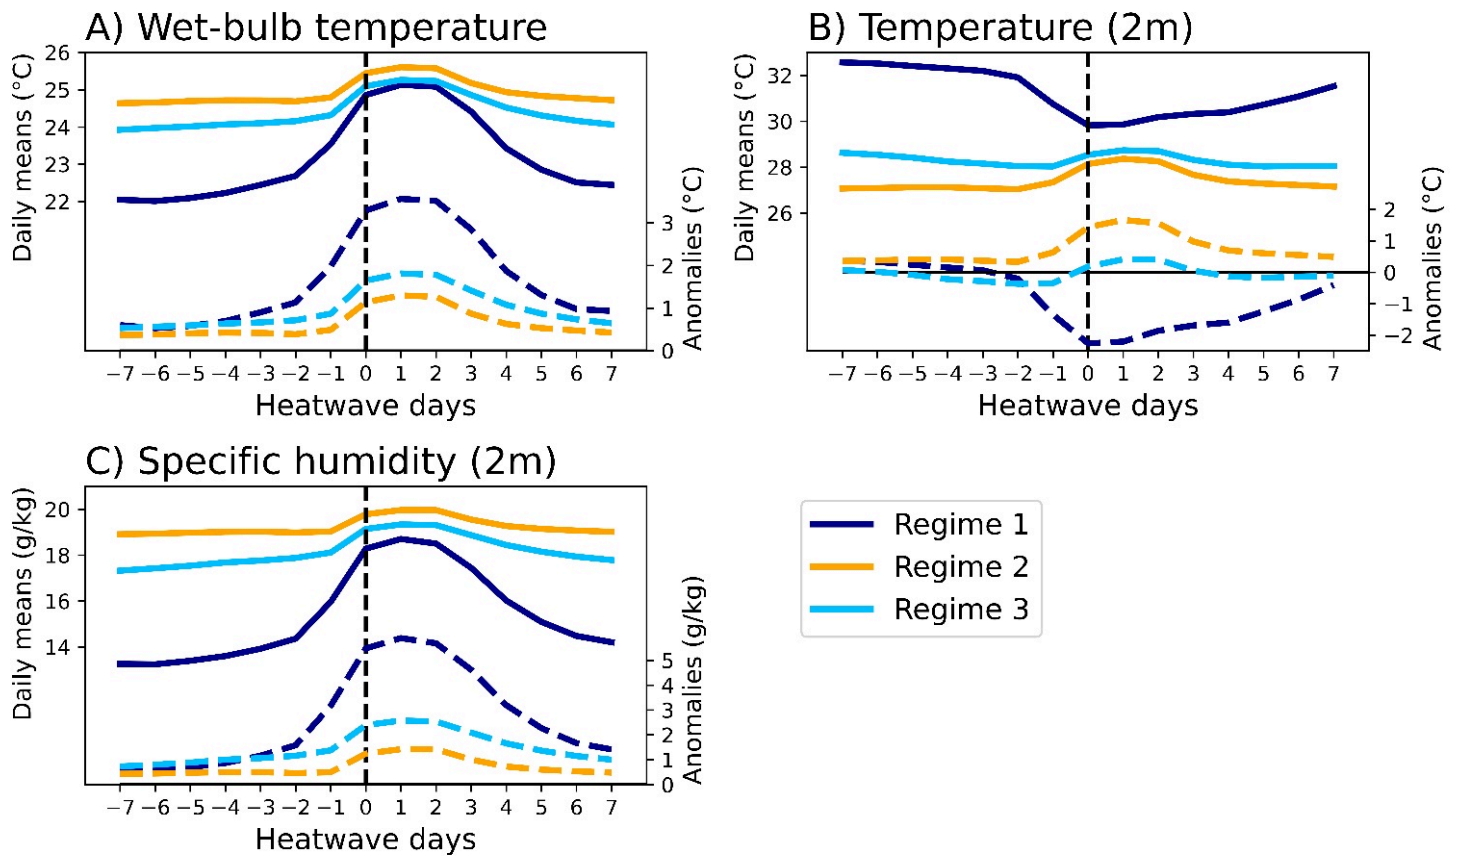 A) Wet-bulb temperature
Daily means (°C)
26
25
24
23
22
3
2
1
0
Anomalies (°C)
−7 −6 −5 −4 −3 −2 −1 0 1 2 3 4 5 6 7
Heatwave days
B) Temperature (2m)
Daily means (°C)
32
30
28
26
2
1
0
−1
−2
Anomalies (°C)
−7 −6 −5 −4 −3 −2 −1 0 1 2 3 4 5 6 7
Heatwave days
C) Specific humidity (2m)
Daily means (g/kg)
20
18
16
14
5
4
3
2
1
0
Anomalies (g/kg)
−7 −6 −5 −4 −3 −2 −1 0 1 2 3 4 5 6 7
Heatwave days
Regime 1
Regime 2
Regime 3